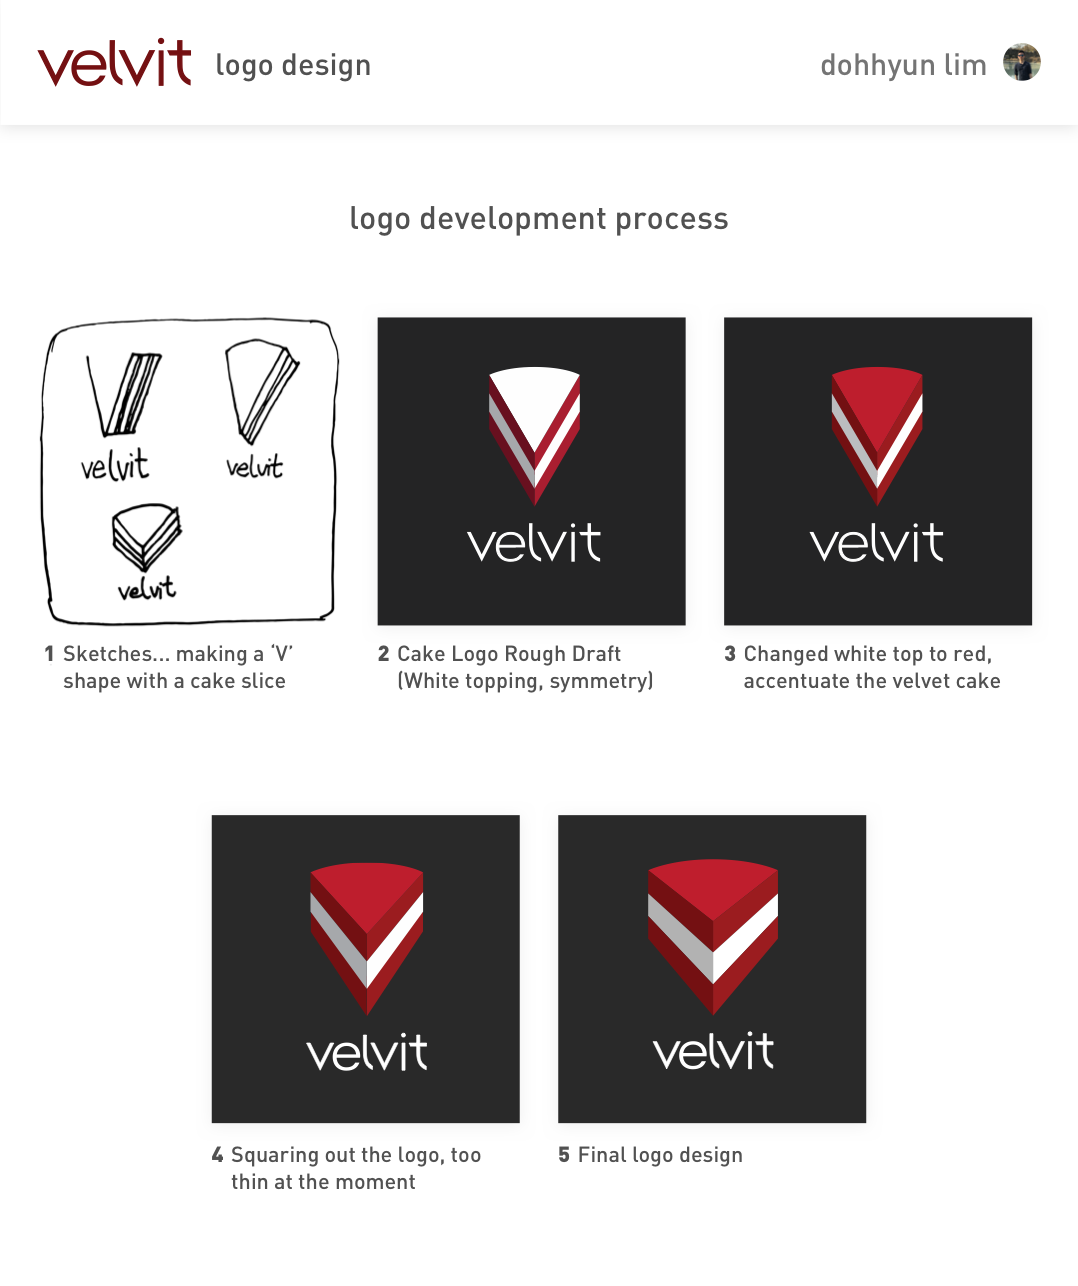 velvit logo design
dohhyun lim
logo development process
velvit
velvit
velvit
velvit
velvit
1 Sketches... making a ‘V’
shape with a cake slice
2 Cake Logo Rough Draft
(White topping, symmetry)
3 Changed white top to red,
accentuate the velvet cake
velvit
velvit
4 Squaring out the logo, too
thin at the moment
5 Final logo design